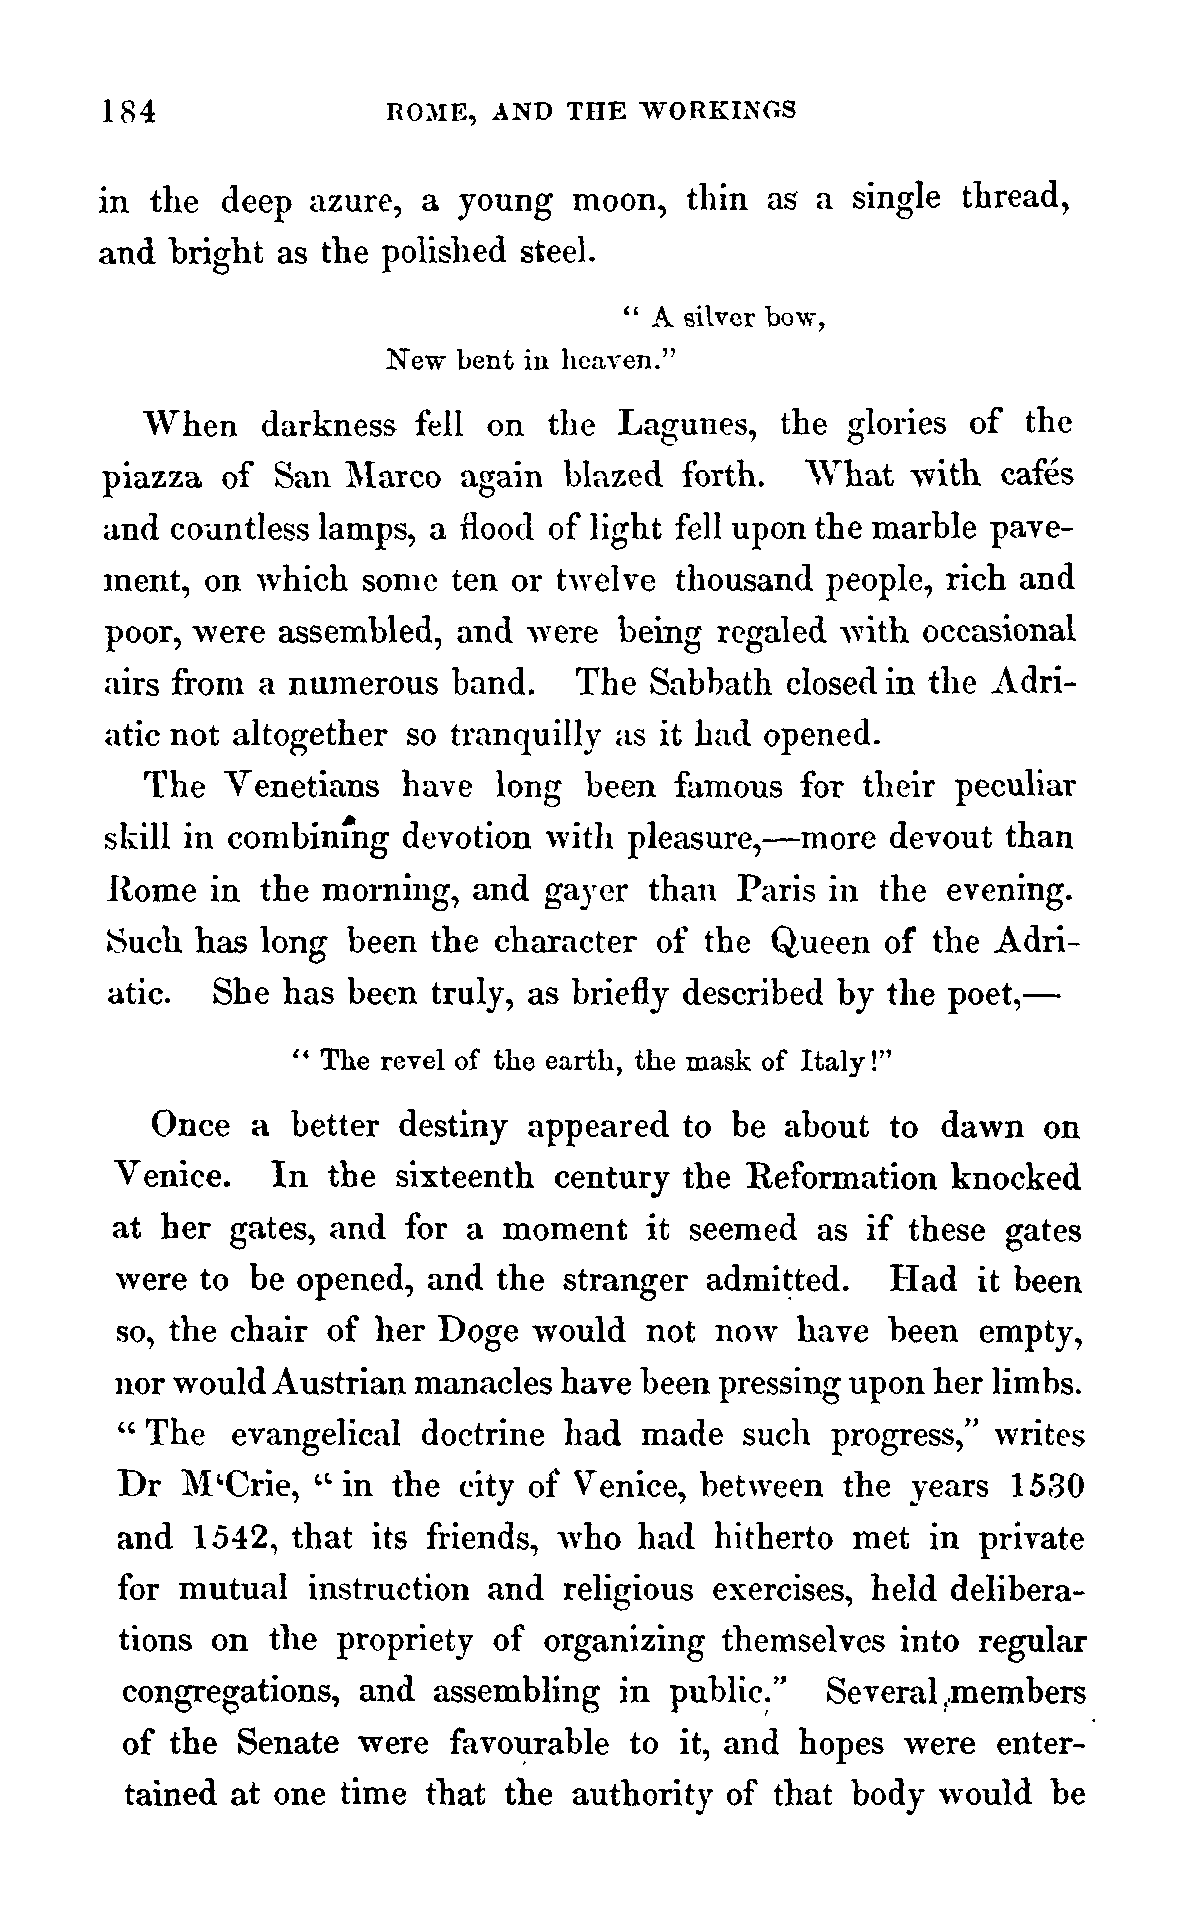 184 ROME, AND THE WORKINGS
in the deep azure, a young moon, thin as a single thread,
and bright as the polished steel.
“ A silver bow,
New bent in heaven.”
When darkness fell on the Lagunes, the glories of the
piazza of San Marco again blazed forth. What with cafés
and countless lamps, a flood of light fell upon the marble pave-
ment, on which some ten or twelve thousand people, rich and
poor, were assembled, and were being regaled with occasional
airs from a numerous band. The Sabbath closed in the Adri-
atic not altogether so tranquilly as it had opened.
The Venetians have long been famous for their peculiar
skill in combining devotion with pleasure,—more devout than
Rome in the morning, and gayer than Paris in the evening.
Such has long been the character of the Queen of the Adri-
atic. She has been truly, as briefly described by the poet,—
“ The revel of the earth, the mask of Italy!”
Once a better destiny appeared to be about to dawn on
Venice. In the sixteenth century the Reformation knocked
at her gates, and for a moment it seemed as if these gates
were to be opened, and the stranger admitted. Had it been
so, the chair of her Doge would not now have been empty,
nor would Austrian manacles have been pressing upon her limbs.
“ The evangelical doctrine had made such progress,” writes
Dr M‘Crie, “ in the city of Venice, between the years 1530
and 1542, that its friends, who had hitherto met in private
for mutual instruction and religious exercises, held delibera-
tions on the propriety of organizing themselves into regular
congregations, and assembling in public.” Several members
of the Senate were favourable to it, and hopes were enter-
tained at one time that the authority of that body would be